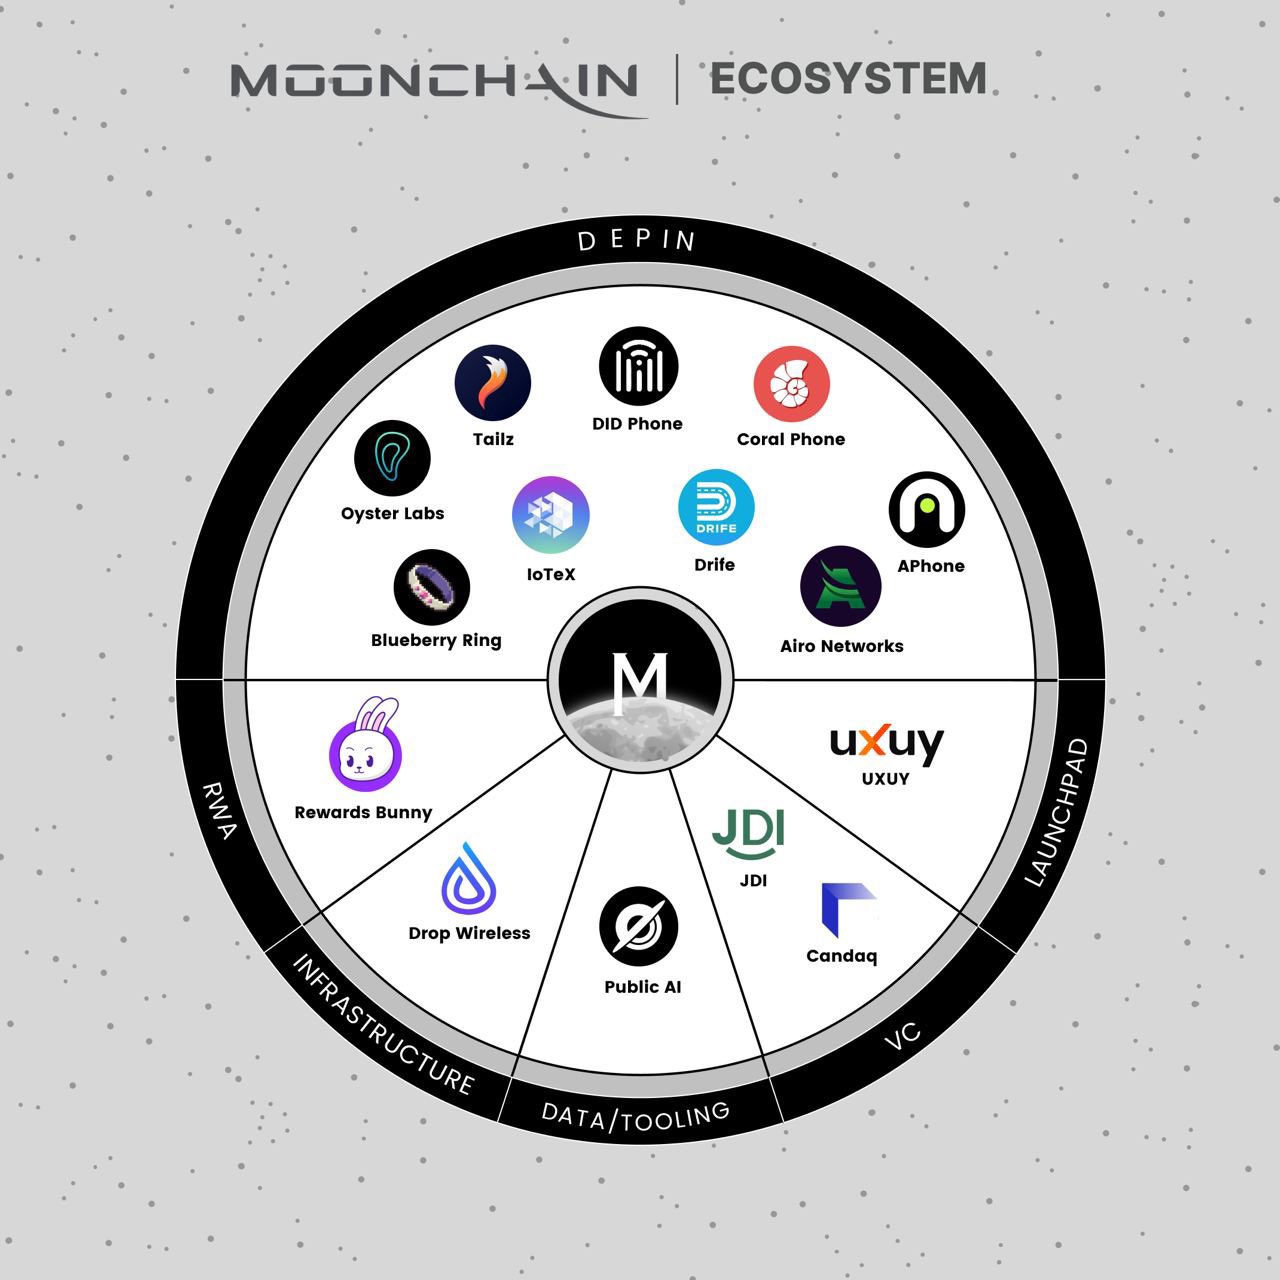 MOONCHAIN | ECOSYSTEM
DEPIN
Tailz
DID Phone
Coral Phone
Oyster Labs
IoTeX
DRIFE
Drife
APhone
Blueberry Ring
Airo Networks
M
RWA
Rewards Bunny
uxuy
UXUY
LAUNCHPAD
INFRASTRUCTURE
Drop Wireless
DATA/TOOLING
Public AI
VC
JDI
JDI
Candaq